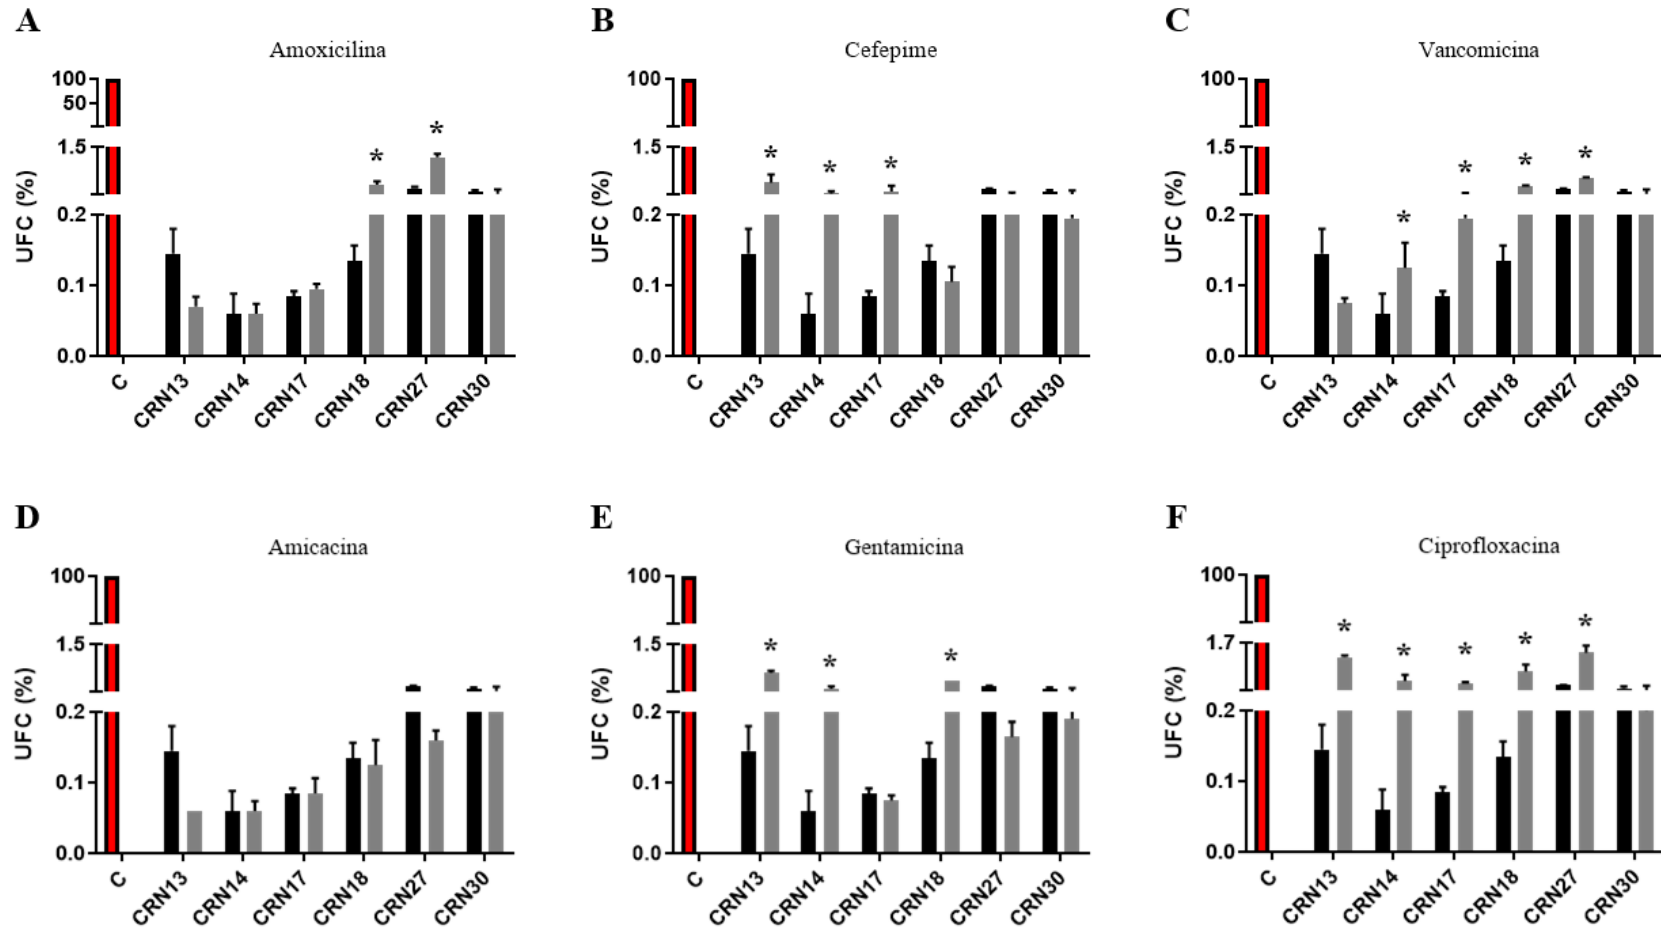 A
Amoxicilina
100
50
1.5
0.2
0.1
0.0
UFC (%)
*
*
C
CRN13
CRN14
CRN17
CRN18
CRN27
CRN30
B
Cefepime
100
1.5
0.2
0.1
0.0
UFC (%)
*
*
*
C
CRN13
CRN14
CRN17
CRN18
CRN27
CRN30
C
Vancomicina
100
1.5
0.2
0.1
0.0
UFC (%)
*
*
*
*
C
CRN13
CRN14
CRN17
CRN18
CRN27
CRN30
D
Amicacina
100
1.5
0.2
0.1
0.0
UFC (%)
C
CRN13
CRN14
CRN17
CRN18
CRN27
CRN30
E
Gentamicina
100
1.5
0.2
0.1
0.0
UFC (%)
*
*
*
C
CRN13
CRN14
CRN17
CRN18
CRN27
CRN30
F
Ciprofloxacina
100
1.7
0.2
0.1
0.0
UFC (%)
*
*
*
*
*
C
CRN13
CRN14
CRN17
CRN18
CRN27
CRN30